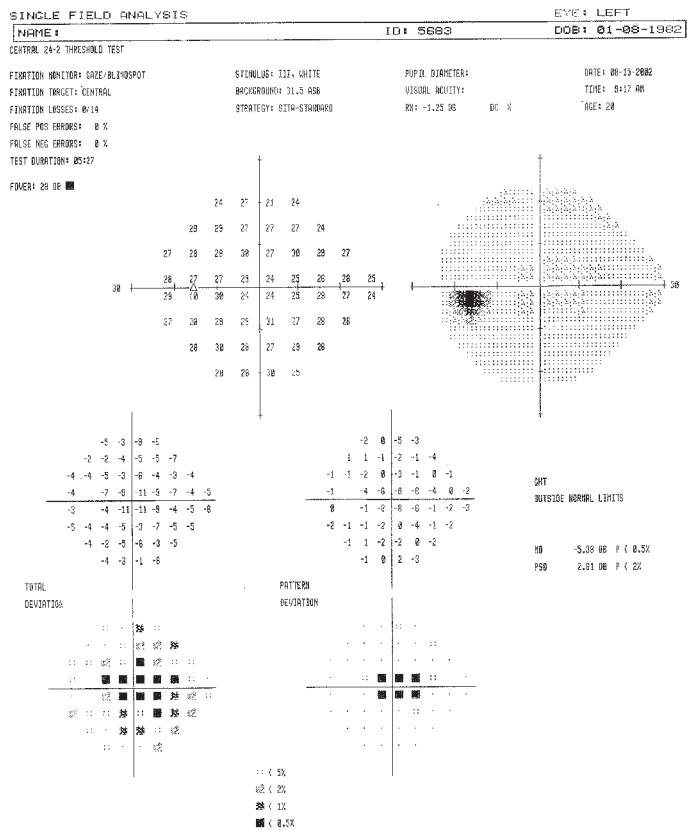 SINGLE FIELD ANALYSIS EYE: LEFT
NAME: ID: 5683 DOB: 01-08-1982
CENTRAL 24-2 THRESHOLD TEST
FIXATION MONITOR: GAZE/BLINDSPOT STIMULUS: III, WHITE PUPIL DIAMETER: DATE: 08-15-2002
FIXATION TARGET: CENTRAL BACKGROUND: 31.5 ASB VISUAL ACUITY: TIME: 9:17 AM
FIXATION LOSSES: 0/14 STRATEGY: SITA-STANDARD RX: -1.25 DS DC X AGE: 20
FALSE POS ERRORS: 0 %
FALSE NEG ERRORS: 0 %
TEST DURATION: 05:27
FOVEA: 28 DB
24 27 21 24
29 29 27 27 27 24
27 28 28 30 27 30 28 27
28 27 27 23 24 25 26 28 25
30 30
29 <0 30 24 24 25 29 27 24
27 28 29 29 31 27 28 26
28 30 28 27 29 28
28 28 30 25
-5 -3 -9 -6
-2 -2 -4 -5 -5 -7
-4 -4 -5 -3 -6 -4 -3 -4
-4 -7 -9 -11 -9 -7 -4 -5
-3 -4 -11 -11 -9 -4 -5 -6
-5 -4 -4 -5 -3 -7 -5 -5
-4 -2 -5 -6 -3 -5
-4 -3 -1 -6
TOTAL
DEVIATION
-2 0 -5 -3
1 1 -1 -2 -1 -4
-1 -1 -2 0 -3 -1 0 -1
-1 -4 -6 -8 -6 -4 0 -2
0 -1 -8 -8 -6 -1 -2 -3
-2 -1 -1 -2 0 -4 -1 -2
-1 1 -2 -2 0 -2
-1 0 2 -3
PATTERN
DEVIATION
GHT
OUTSIDE NORMAL LIMITS
MD -5.38 DB P < 0.5%
PSD 2.61 DB P < 2%
:: < 5%
< 2%
< 1%
< 0.5%